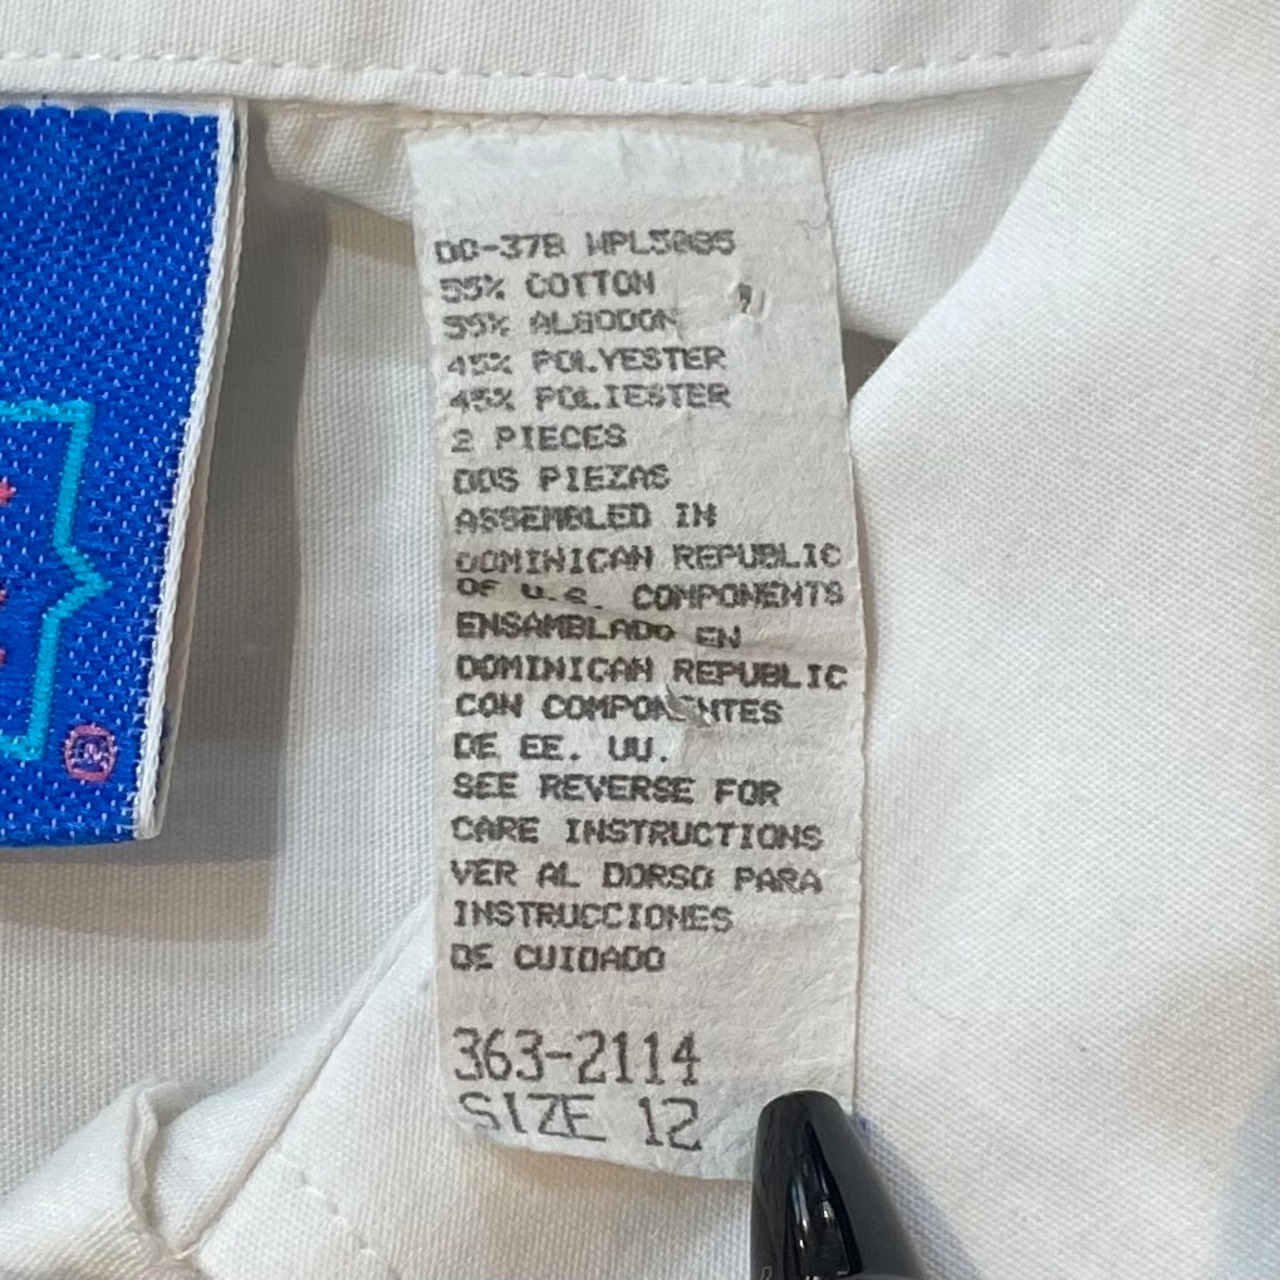 DC-37B WPL5085
55% COTTON
55% ALGODON
45% POLYESTER
45% POLIESTER
2 PIECES
DOS PIEZAS
ASSEMBLED IN
DOMINICAN REPUBLIC
OF U.S. COMPONENTS
ENSAMBLADO EN
DOMINICAN REPUBLIC
CON COMPONENTES
DE EE. UU.
SEE REVERSE FOR
CARE INSTRUCTIONS
VER AL DORSO PARA
INSTRUCCIONES
DE CUIDADO
363-2114
SIZE 12
®